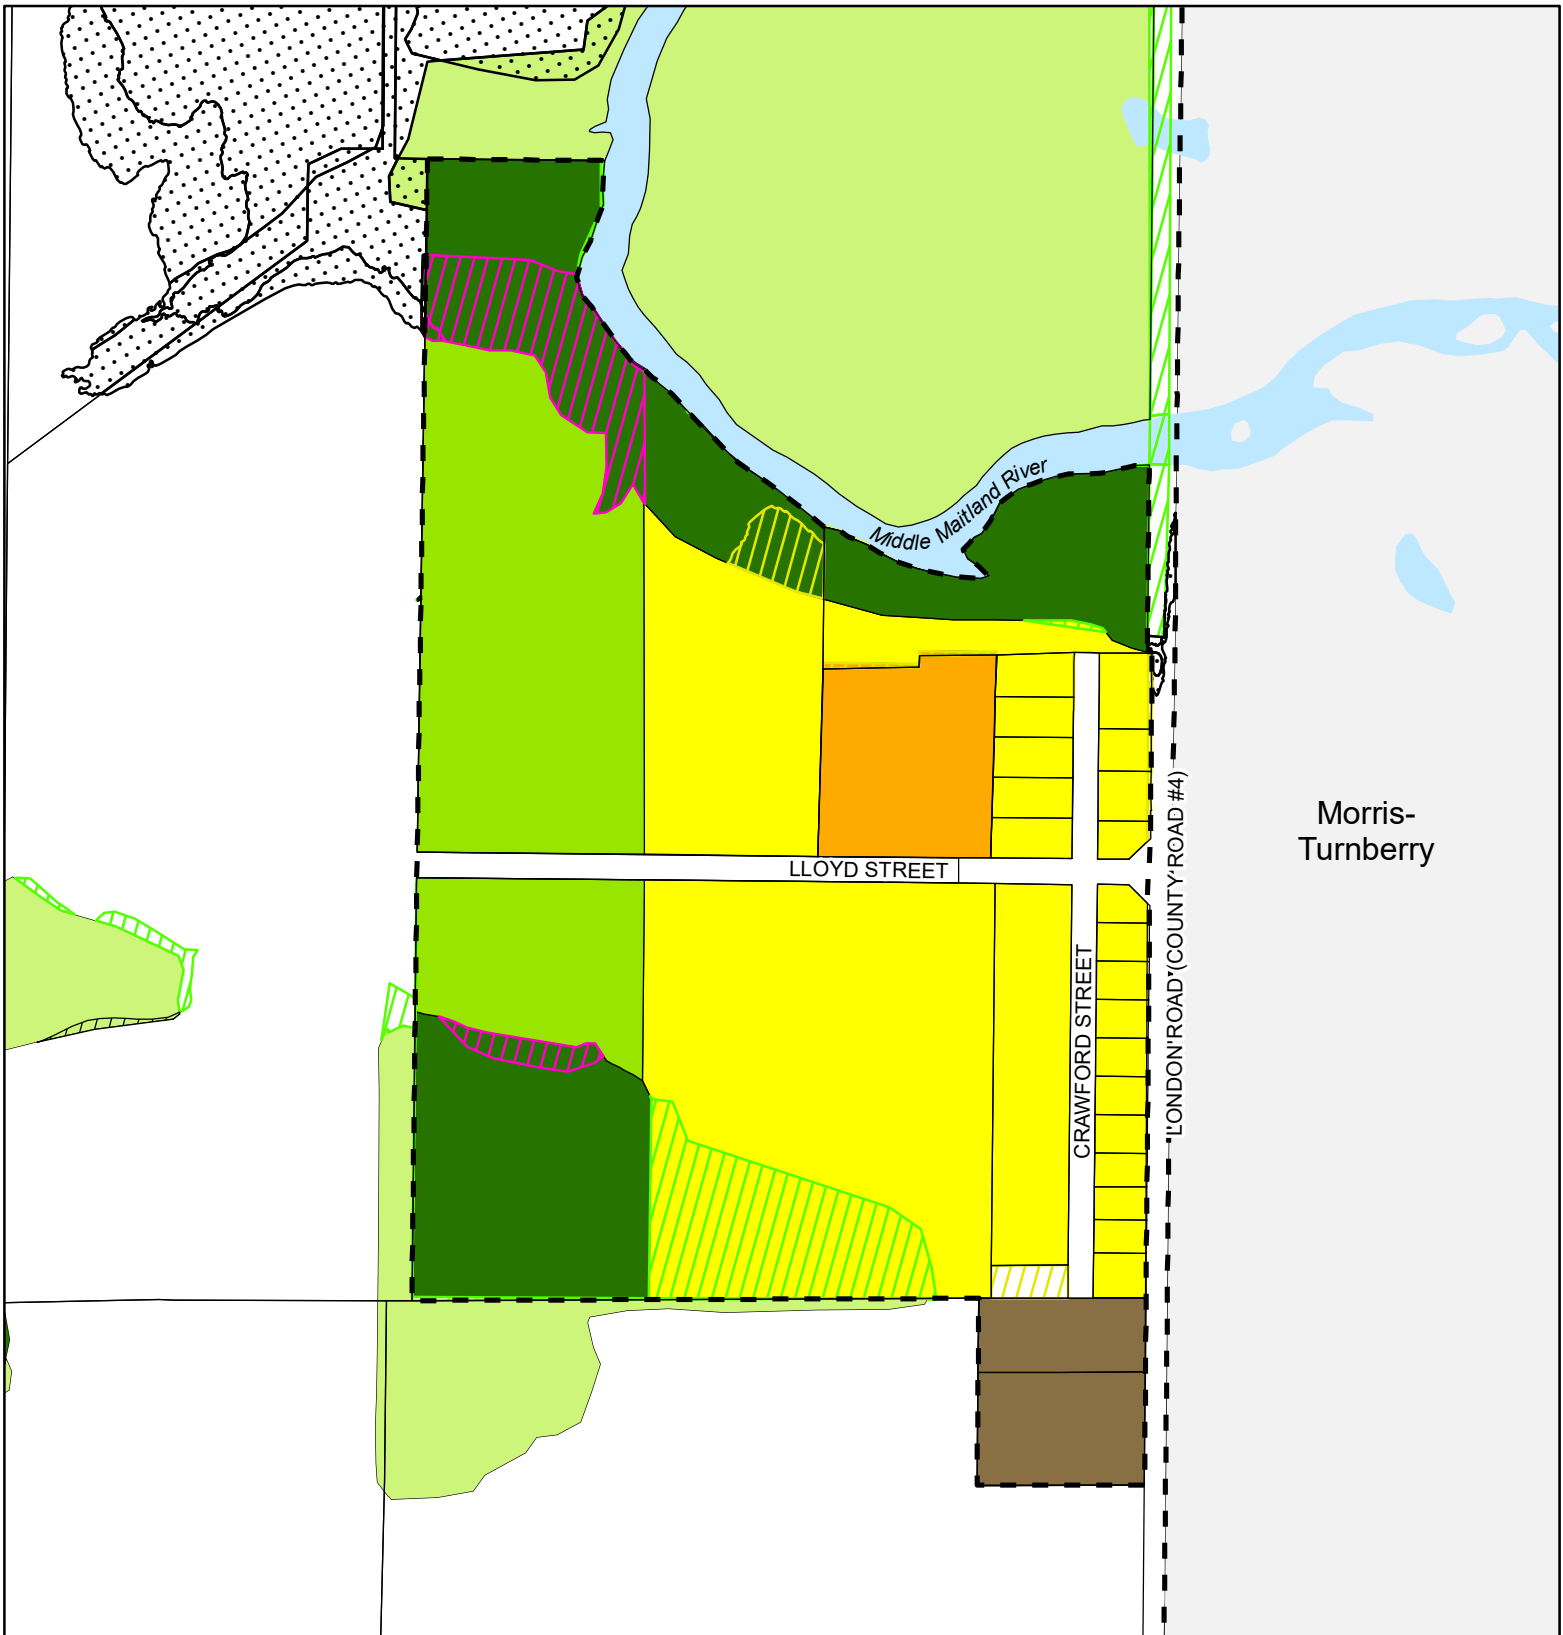 Middle Maitland River
Morris-
Turnberry
LLOYD STREET
CRAWFORD STREET
LONDON ROAD (COUNTY ROAD #4)